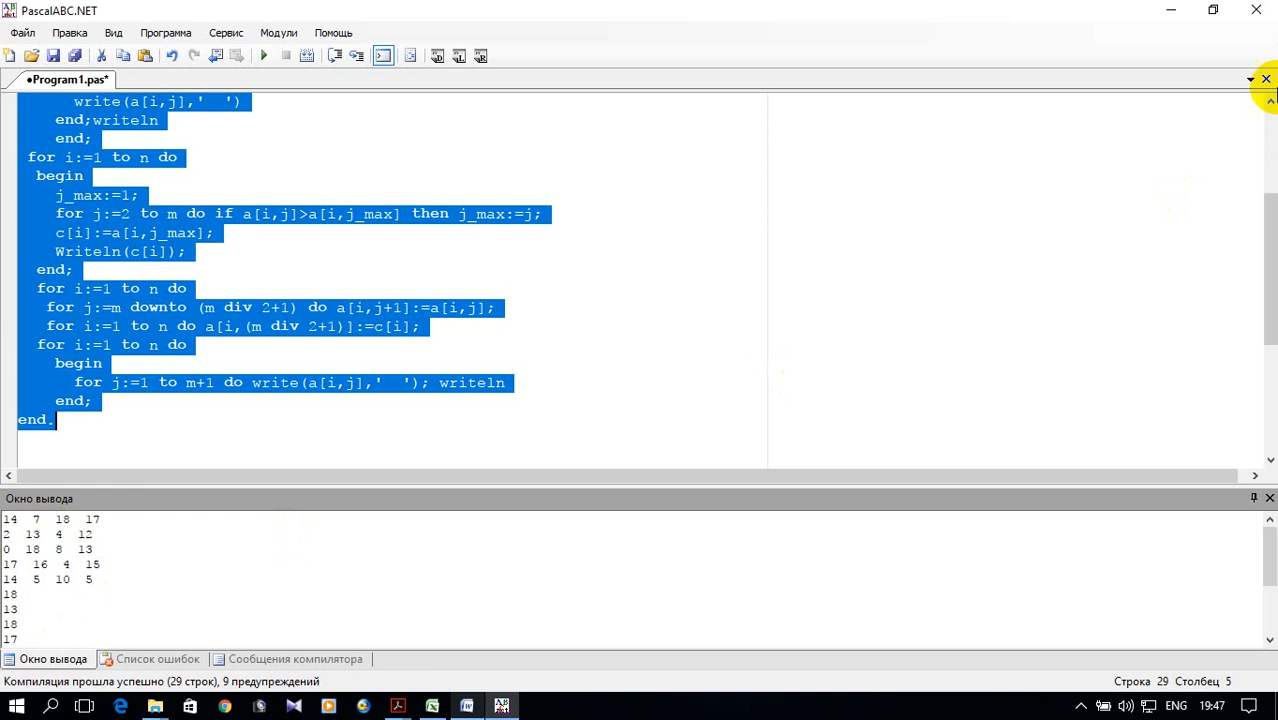 PascalABC.NET
Файл Правка Вид Программа Сервис Модули Помощь
●Program1.pas*
write(a[i,j],'  ')
end;writeln
end;
for i:=1 to n do
begin
j_max:=1;
for j:=2 to m do if a[i,j]>a[i,j_max] then j_max:=j;
c[i]:=a[i,j_max];
Writeln(c[i]);
end;
for i:=1 to n do
for j:=m downto (m div 2+1) do a[i,j+1]:=a[i,j];
for i:=1 to n do a[i,(m div 2+1)]:=c[i];
for i:=1 to n do
begin
for j:=1 to m+1 do write(a[i,j],'  '); writeln
end;
end.
Окно вывода
14 7 18 17
2 13 4 12
0 18 8 13
17 16 4 15
14 5 10 5
18
13
18
17
Окно вывода Список ошибок Сообщения компилятора
Компиляция прошла успешно (29 строк), 9 предупреждений Строка 29 Столбец 5
ENG 19:47